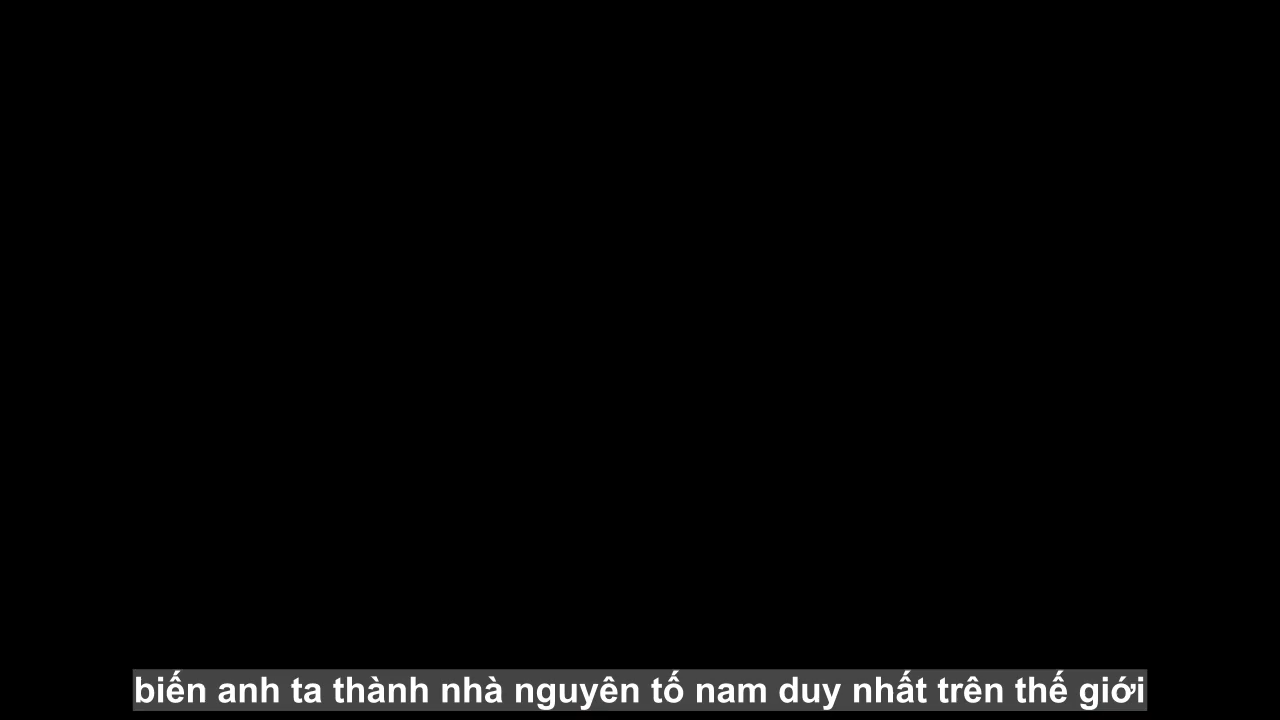 biến anh ta thành nhà nguyên tố nam duy nhất trên thế giới